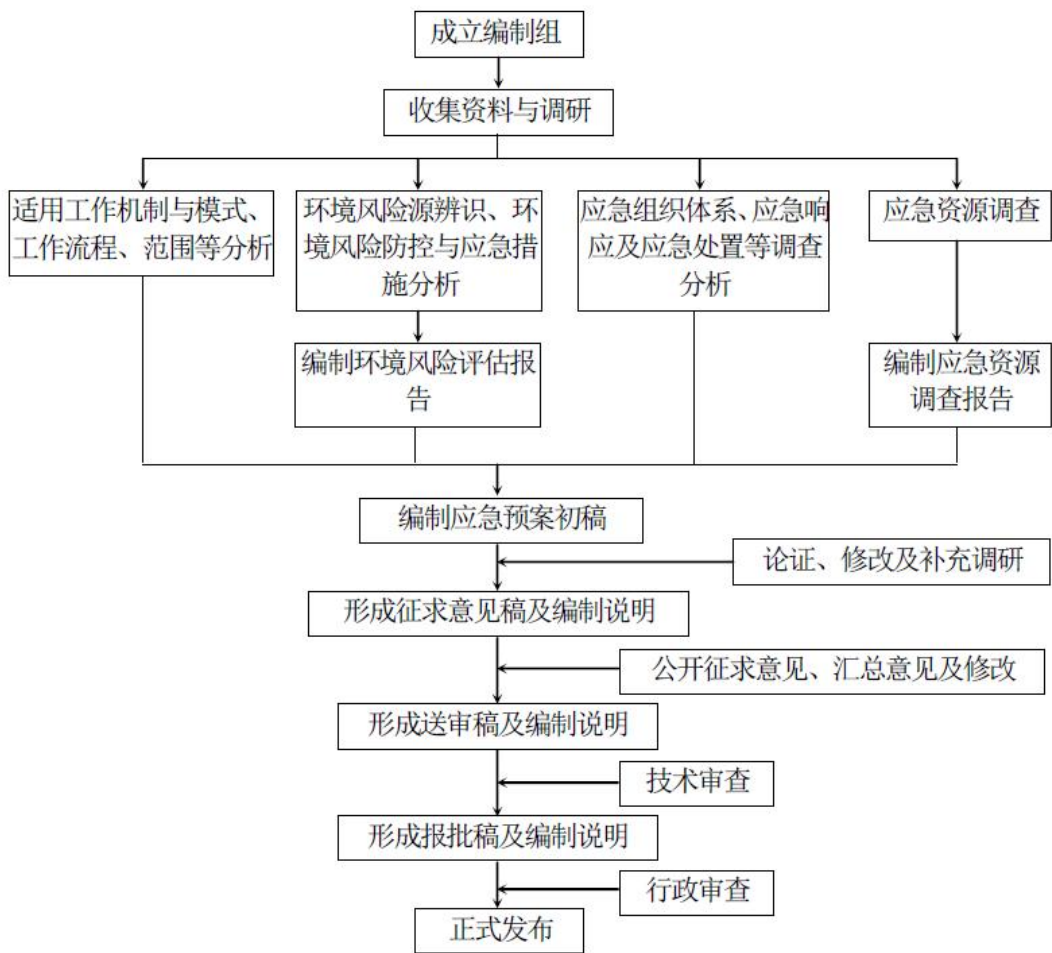 成立编制组
收集资料与调研
适用工作机制与模式、
工作流程、范围等分析
环境风险源辨识、环
境风险防控与应急措
施分析
应急组织体系、应急响
应及应急处置等调查
分析
应急资源调查
编制环境风险评估报
告
编制应急资源
调查报告
编制应急预案初稿
论证、修改及补充调研
形成征求意见稿及编制说明
公开征求意见、汇总意见及修改
形成送审稿及编制说明
技术审查
形成报批稿及编制说明
行政审查
正式发布